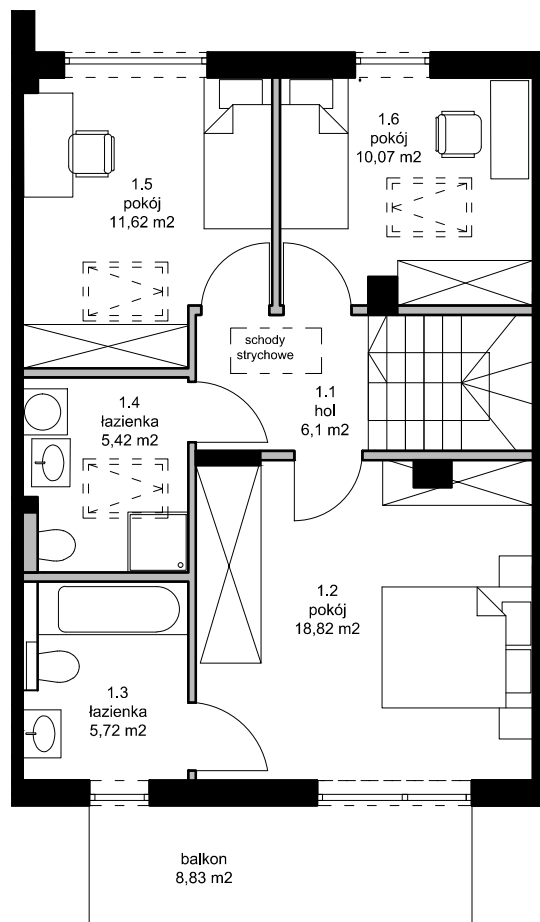 1.6
pokój
10,07 m2
1.5
pokój
11,62 m2
schody
strychowe
1.1
hol
6,1 m2
1.4
łazienka
5,42 m2
1.2
pokój
18,82 m2
1.3
łazienka
5,72 m2
balkon
8,83 m2